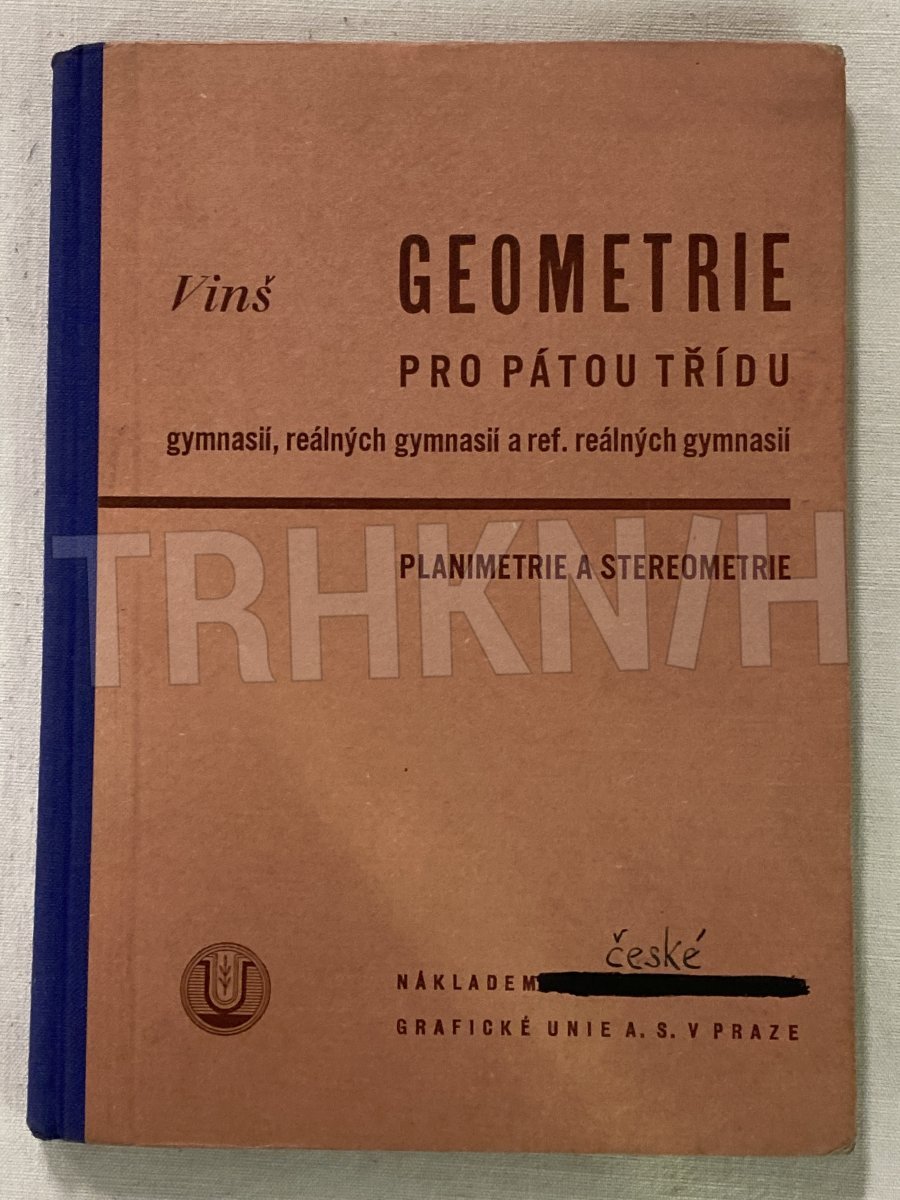 Vinš GEOMETRIE
PRO PÁTOU TŘÍDU
gymnasií, reálných gymnasií a ref. reálných gymnasií
TRHKNIH
PLANIMETRIE A STEREOMETRIE
české
NÁKLADEM
GRAFICKÉ UNIE A. S. V PRAZE
U